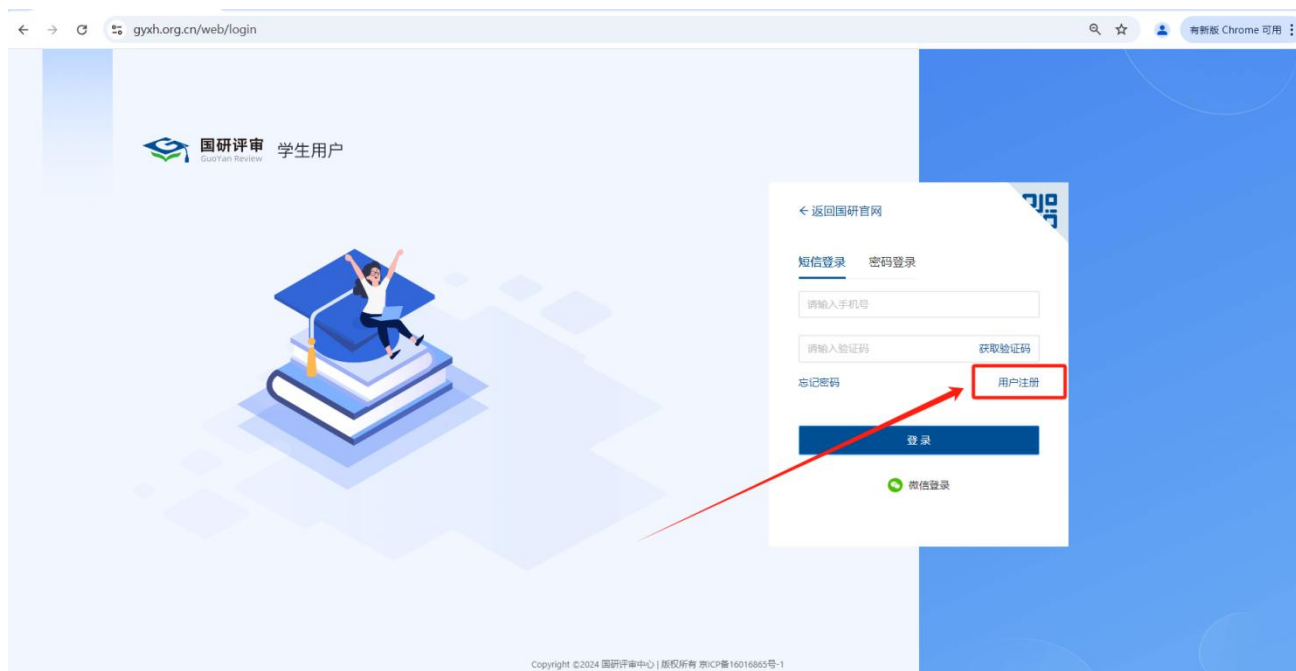 gyxh.org.cn/web/login
有新版 Chrome 可用
国研评审
GuoYan Review
学生用户
返回国研官网
短信登录 密码登录
请输入手机号
请输入验证码 获取验证码
忘记密码 用户注册
登录
微信登录
Copyright ©2024 国研评审中心 | 版权所有 京ICP备16016865号-1